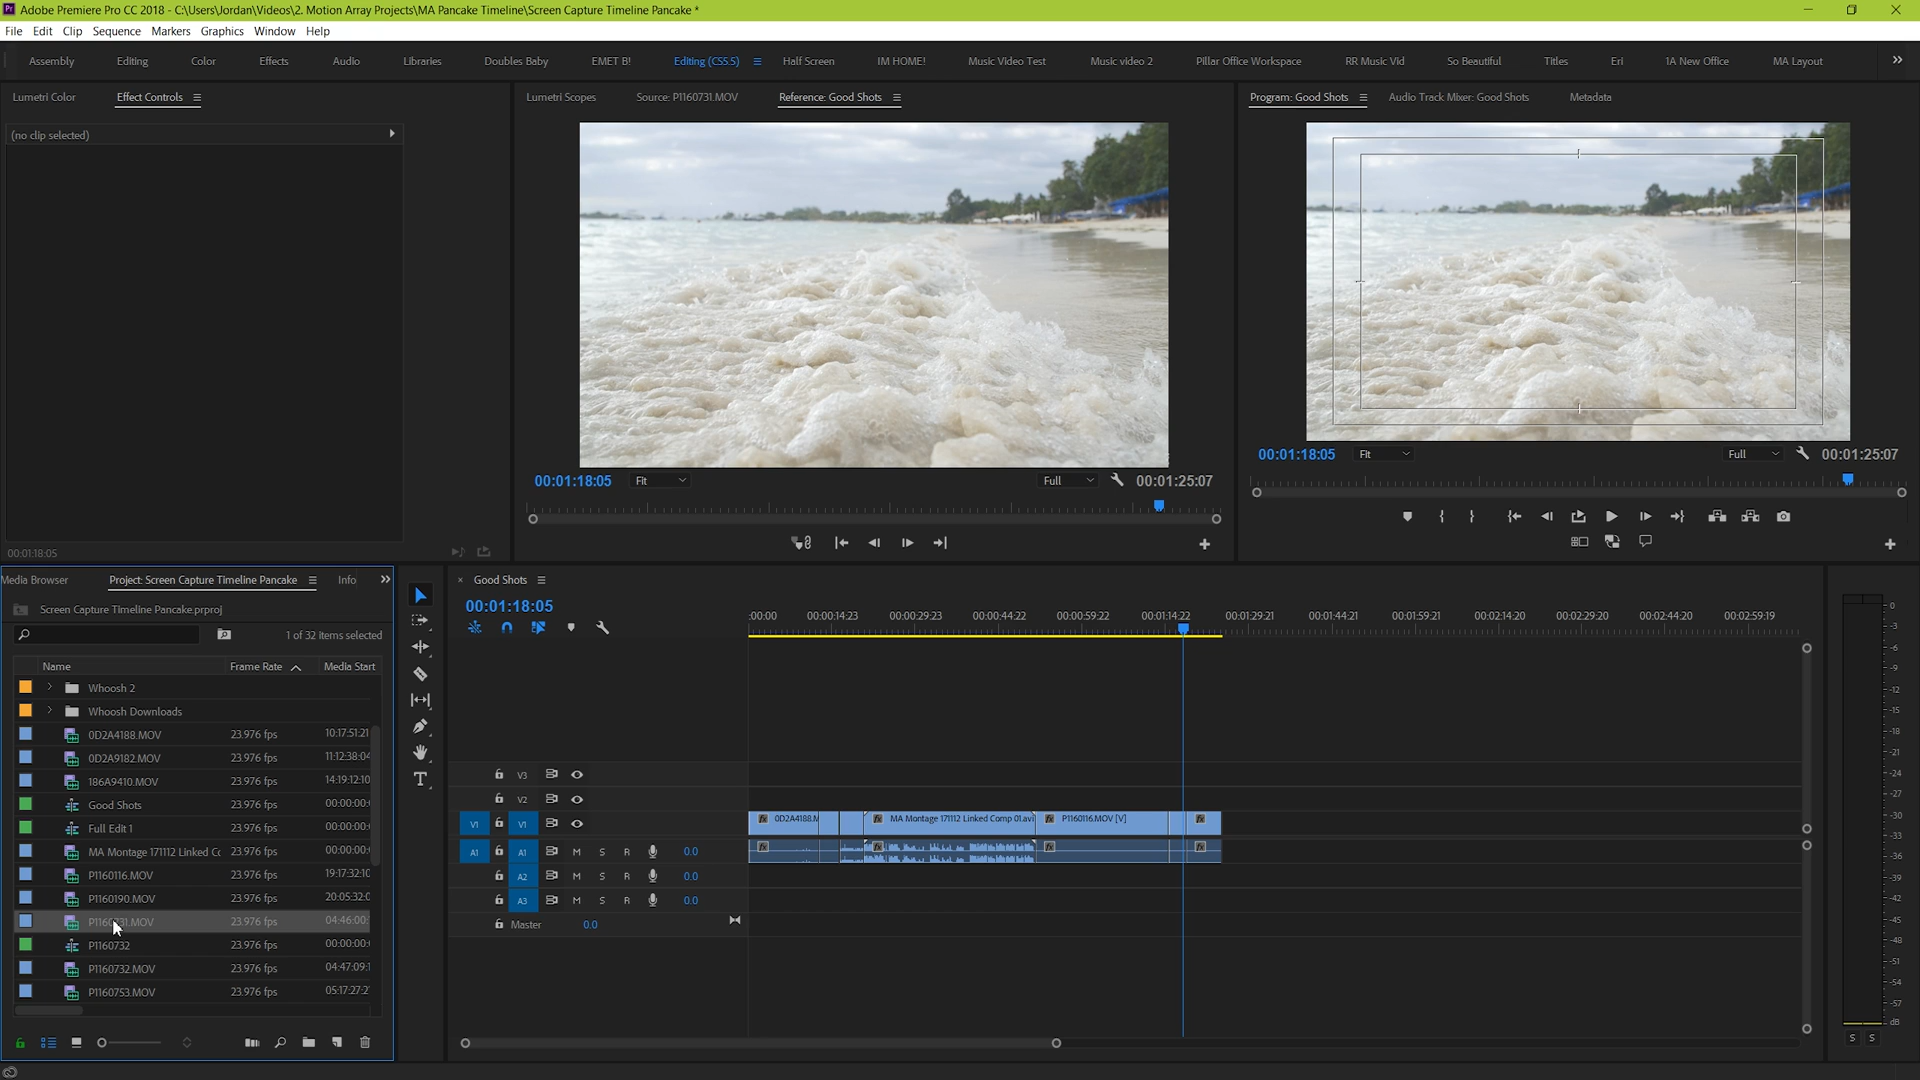 Adobe Premiere Pro CC 2018 - C:\Users\Jordan\Videos\2. Motion Array Projects\MA Pancake Timeline\Screen Capture Timeline Pancake *
File Edit Clip Sequence Markers Graphics Window Help
Assembly Editing Color Effects Audio Libraries Doubles Baby EMET B! Editing (CS5.5) Half Screen IM HOME! Music Video Test Music video 2 Pillar Office Workspace RR Music Vid So Beautiful Titles Eri 1A New Office MA Layout
Lumetri Color Effect Controls
(no clip selected)
00:01:18:05
Lumetri Scopes Source: P1160731.MOV Reference: Good Shots
00:01:18:05 Fit Full 00:01:25:07
Program: Good Shots Audio Track Mixer: Good Shots Metadata
00:01:18:05 Fit Full 00:01:25:07
Media Browser Project: Screen Capture Timeline Pancake Info
Screen Capture Timeline Pancake.prproj
1 of 32 items selected
Name Frame Rate Media Start
Whoosh 2
Whoosh Downloads
0D2A4188.MOV 23.976 fps 10:17:51:21
0D2A9182.MOV 23.976 fps 11:12:38:04
186A9410.MOV 23.976 fps 14:19:12:10
Good Shots 23.976 fps 00:00:00:
Full Edit 1 23.976 fps 00:00:00:
MA Montage 171112 Linked Co 23.976 fps 00:00:00:
P1160116.MOV 23.976 fps 19:17:32:10
P1160190.MOV 23.976 fps 20:05:32:0
P1160731.MOV 23.976 fps 04:46:00:
P1160732 23.976 fps 00:00:00:
P1160732.MOV 23.976 fps 04:47:09:1
P1160753.MOV 23.976 fps 05:17:27:2
Good Shots
00:01:18:05
:00:00 00:00:14:23 00:00:29:23 00:00:44:22 00:00:59:22 00:01:14:22 00:01:29:21 00:01:44:21 00:01:59:21 00:02:14:20 00:02:29:20 00:02:44:20 00:02:59:19
V3
V2
V1 V1 fx 0D2A4188.M fx MA Montage 171112 Linked Comp 01.avi fx P1160116.MOV [V] fx
A1 A1 M S R 0.0 fx fx fx fx
A2 M S R 0.0
A3 M S R 0.0
Master 0.0
0
-3
-6
-9
-12
-15
-18
-21
-24
-27
-30
-33
-36
-39
-42
-45
-48
-51
-54
-57
dB
S S